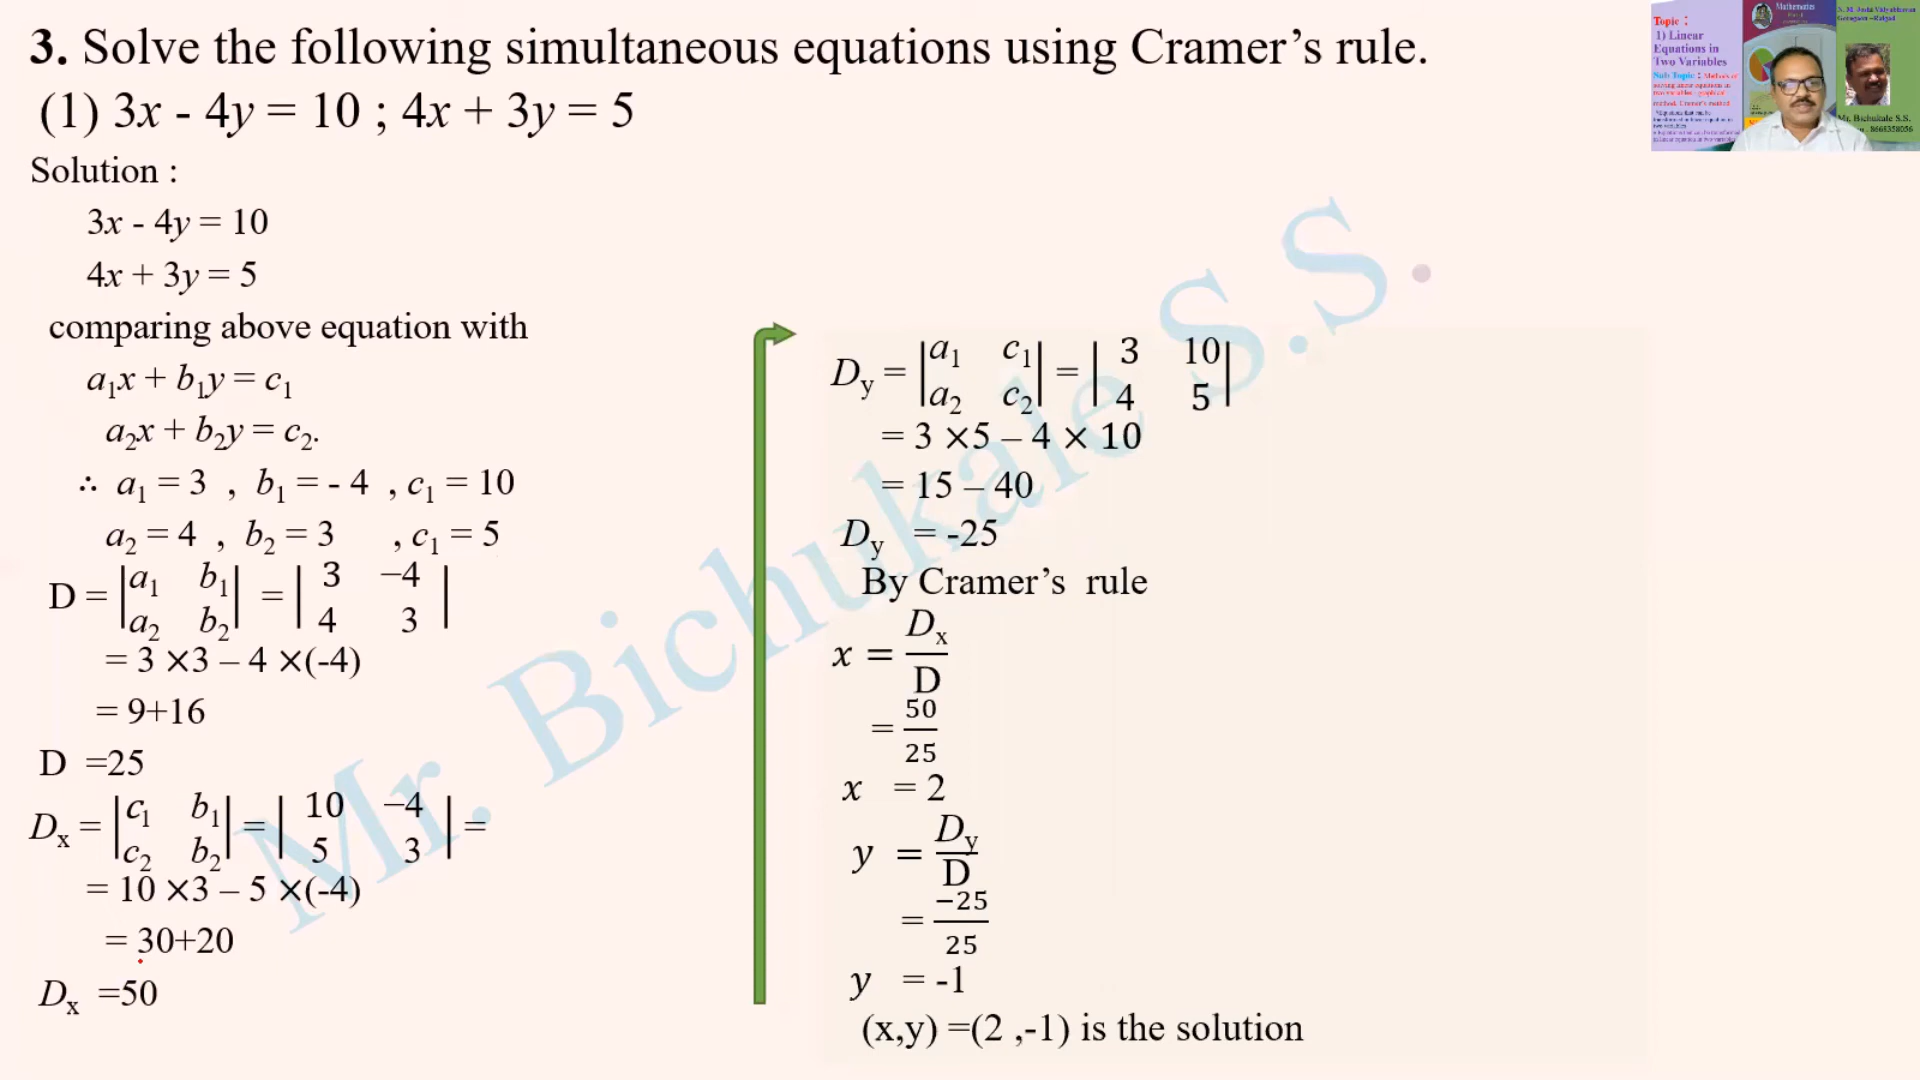 3. Solve the following simultaneous equations using Cramer's rule.
(1) 3x - 4y = 10 ; 4x + 3y = 5
Solution :
3x - 4y = 10
4x + 3y = 5
comparing above equation with
a₁x + b₁y = c₁
a₂x + b₂y = c₂.
∴ a₁ = 3 , b₁ = - 4 , c₁ = 10
a₂ = 4 , b₂ = 3 , c₁ = 5
D = |a₁ b₁| = | 3 −4 |
|a₂ b₂| | 4 3 |
= 3 ×3 – 4 ×(-4)
= 9+16
D =25
Dₓ = |c₁ b₁| = | 10 −4 | =
|c₂ b₂| | 5 3 |
= 10 ×3 – 5 ×(-4)
= 30+20
Dₓ =50
Dy = |a₁ c₁| = | 3 10|
|a₂ c₂| | 4 5|
= 3 ×5 – 4 × 10
= 15 – 40
Dy = -25
By Cramer's rule
x = Dₓ/D
= 50/25
x = 2
y = Dy/D
= −25/25
y = -1
(x,y) =(2 ,-1) is the solution
Mr. Bichukale S.S.
Topic :
1) Linear
Equations in
Two Variables
Sub Topic :
Mathematics
Mr. Bichukale S.S.
8668358056